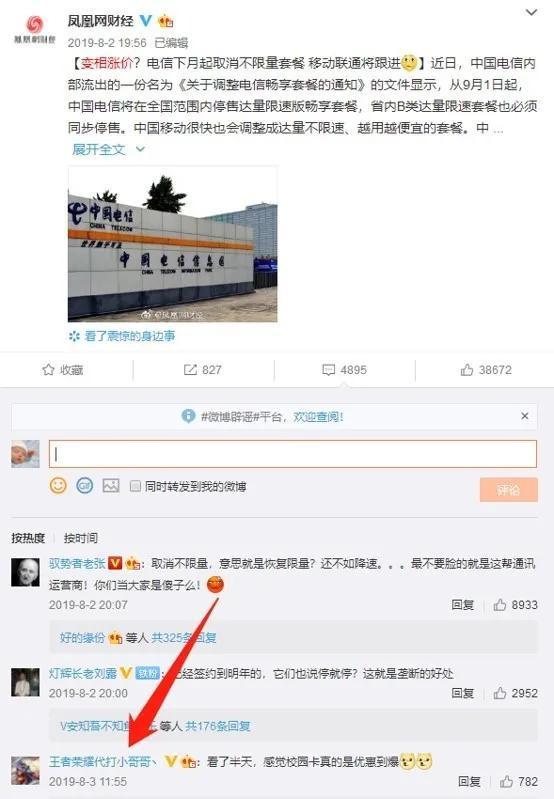 凤凰网财经
凤凰网财经
2019-8-2 19:56 已编辑
【变相涨价？电信下月起取消不限量套餐 移动联通将跟进】近日，中国电信内
部流出的一份名为《关于调整电信畅享套餐的通知》的文件显示，从9月1日起，
中国电信将在全国范围内停售达量限速版畅享套餐，省内B类达量限速套餐也必须
同步停售。中国移动很快也会调整成达量不限速、越用越便宜的套餐。中 ...
展开全文
中国电信
CHINA TELECOM
世界触手可及
中国电信信息园
CHINA TELECOM INFORMATION PARK
@凤凰网财经
看了震惊的身边事
收藏
827
4895
38672
#微博辟谣#平台，欢迎查阅!
GIF
同时转发到我的微博
评论
按热度 按时间
驭势者老张：取消不限量，意思就是恢复限量？还不如降速。。。最不要脸的就是这帮通讯
运营商！你们当大家是傻子么！
2019-8-2 20:07
回复 8933
好的缘份 等人 共325条回复
灯辉长老刘露 铁粉 经签约到明年的，它们也说停就停？这就是垄断的好处
2019-8-2 20:00
回复 2952
V安知吾不知 等人 共176条回复
王者荣耀代打小哥哥丶：看了半天，感觉校园卡真的是优惠到爆
2019-8-3 11:55
回复 782